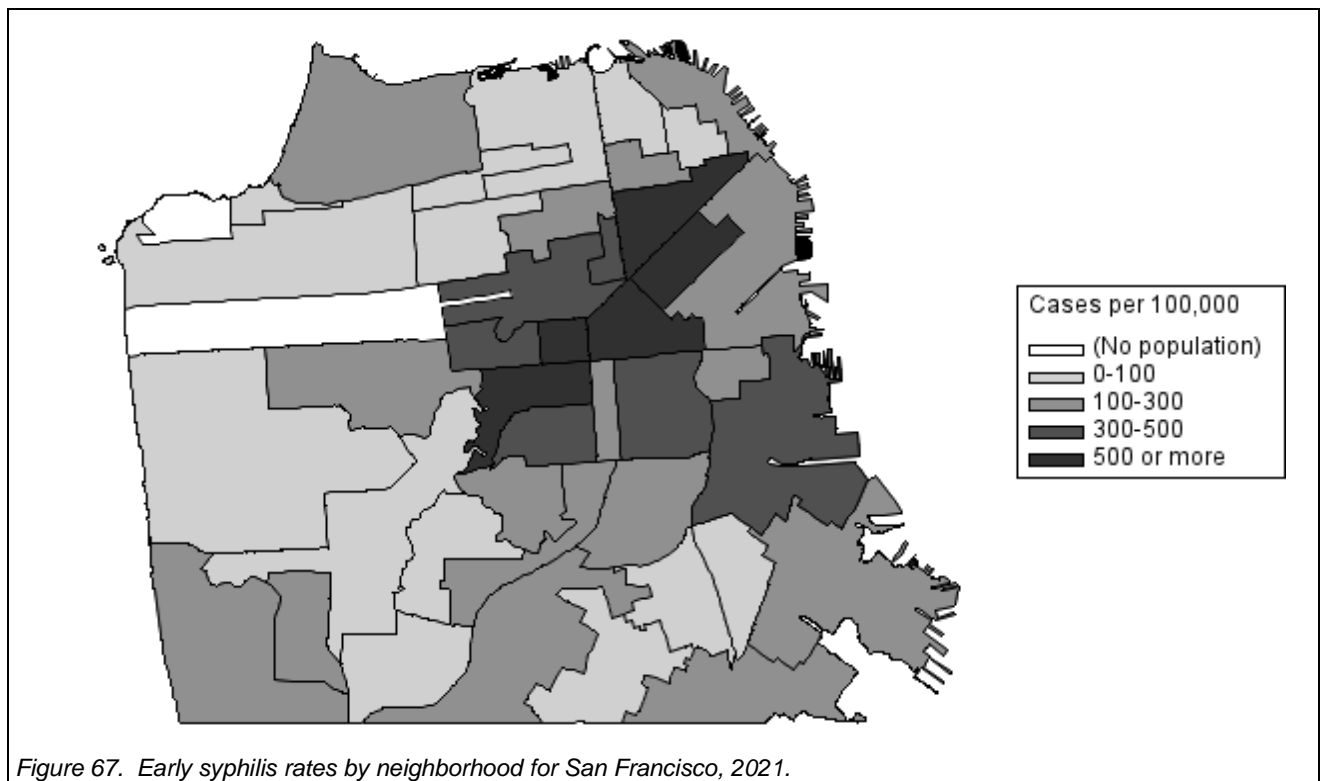 Cases per 100,000
(No population)
0-100
100-300
300-500
500 or more
Figure 67. Early syphilis rates by neighborhood for San Francisco, 2021.